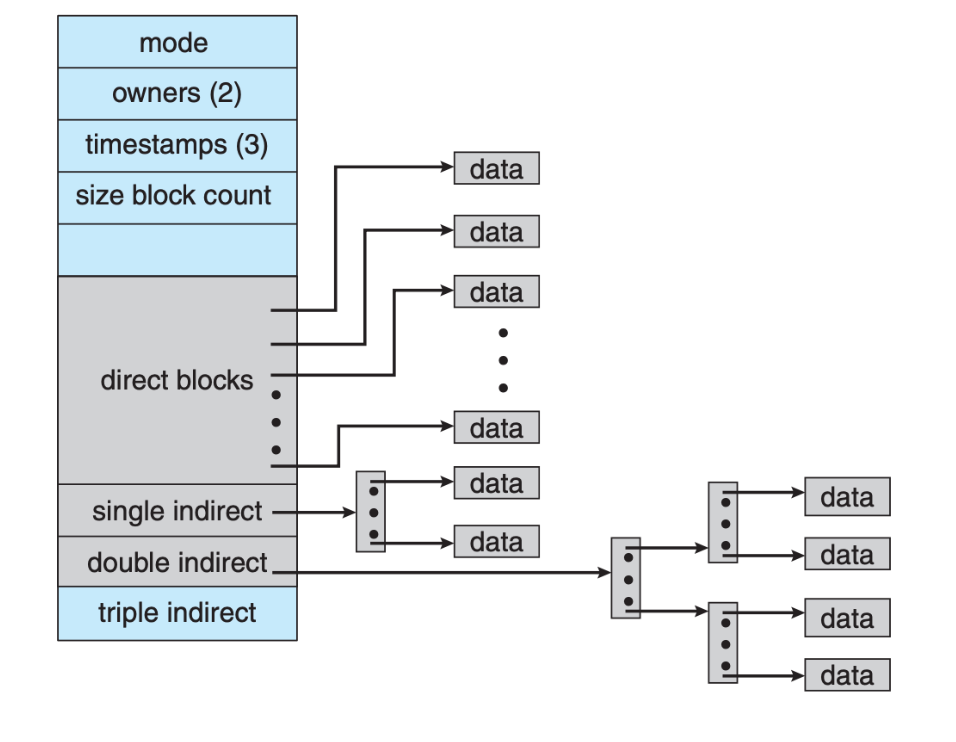 mode
owners (2)
timestamps (3)
size block count
direct blocks
single indirect
double indirect
triple indirect
data
data
data
data
data
data
data
data
data
data